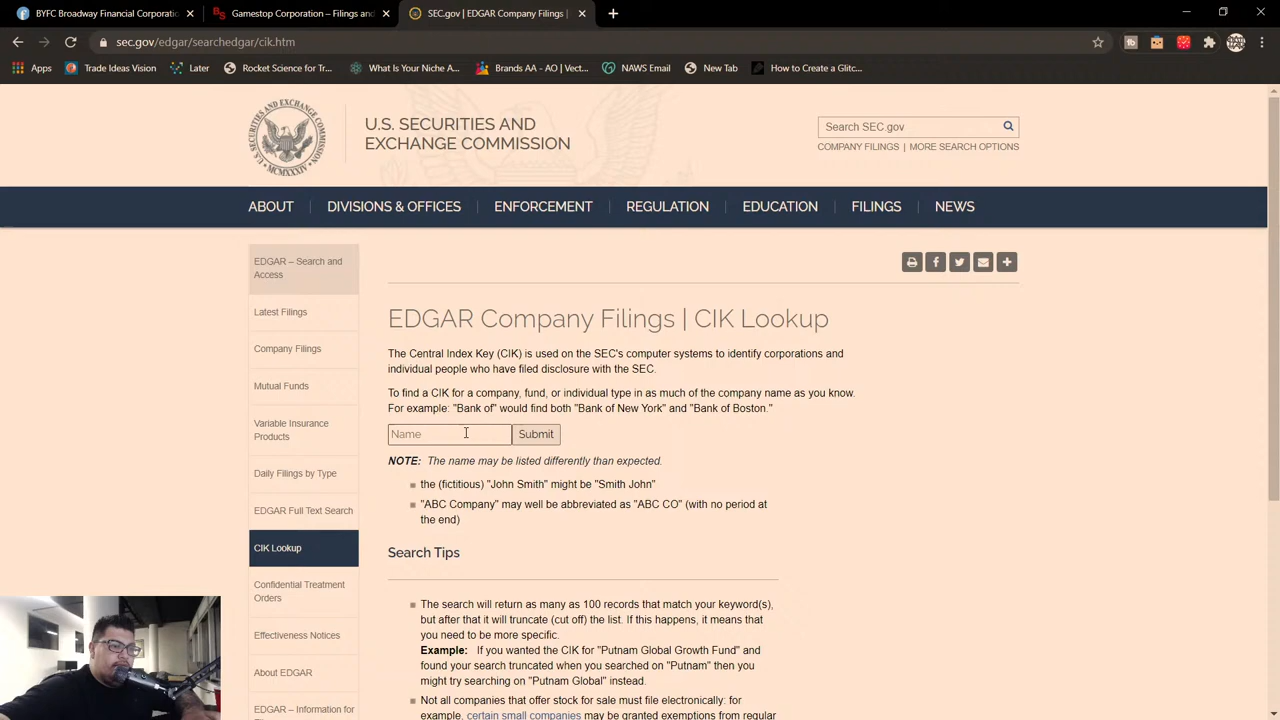 BYFC Broadway Financial Corporat
Gamestop Corporation – Filings an
SEC.gov | EDGAR Company Filings |
sec.gov/edgar/searchedgar/cik.htm
Apps
Trade Ideas Vision
Later
Rocket Science for Tr...
What Is Your Niche A...
Brands AA - AO | Vect...
NAWS Email
New Tab
How to Create a Glitc...
U.S. SECURITIES AND
EXCHANGE COMMISSION
Search SEC.gov
COMPANY FILINGS | MORE SEARCH OPTIONS
ABOUT
DIVISIONS & OFFICES
ENFORCEMENT
REGULATION
EDUCATION
FILINGS
NEWS
EDGAR – Search and
Access
Latest Filings
Company Filings
Mutual Funds
Variable Insurance
Products
Daily Filings by Type
EDGAR Full Text Search
CIK Lookup
Confidential Treatment
Orders
Effectiveness Notices
About EDGAR
EDGAR – Information for
EDGAR Company Filings | CIK Lookup
The Central Index Key (CIK) is used on the SEC's computer systems to identify corporations and
individual people who have filed disclosure with the SEC.
To find a CIK for a company, fund, or individual type in as much of the company name as you know.
For example: "Bank of" would find both "Bank of New York" and "Bank of Boston."
Name
Submit
NOTE: The name may be listed differently than expected.
the (fictitious) "John Smith" might be "Smith John"
"ABC Company" may well be abbreviated as "ABC CO" (with no period at
the end)
Search Tips
The search will return as many as 100 records that match your keyword(s),
but after that it will truncate (cut off) the list. If this happens, it means that
you need to be more specific.
Example: If you wanted the CIK for "Putnam Global Growth Fund" and
found your search truncated when you searched on "Putnam" then you
might try searching on "Putnam Global" instead.
Not all companies that offer stock for sale must file electronically: for
example, certain small companies may be granted exemptions from regular